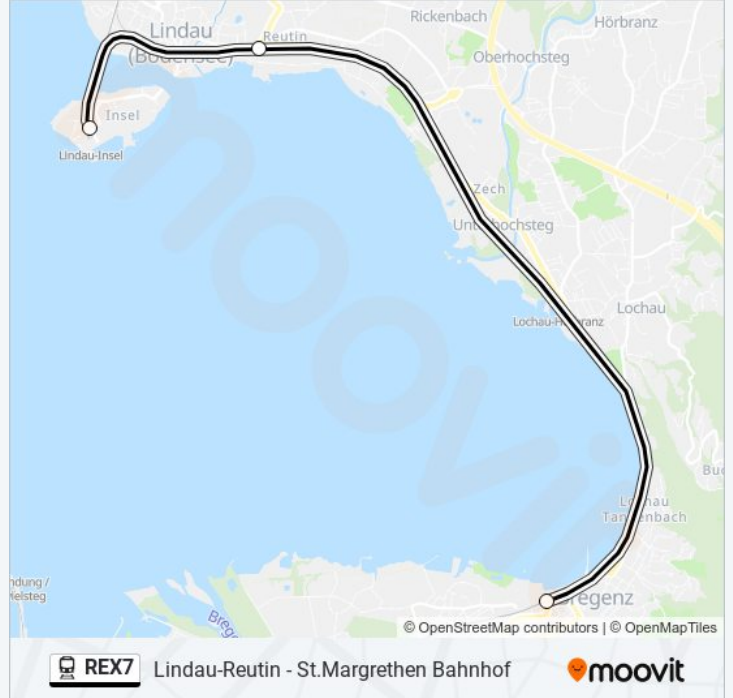 Rickenbach
Hörbranz
Lindau
(Bodensee)
Reutin
Oberhochsteg
Insel
Lindau-Insel
Zech
Unterhochsteg
Lochau
Lochau-Hörbranz
moovit
Lochau
Tannenbach
Bregenz
© OpenStreetMap contributors | © OpenMapTiles
REX7
Lindau-Reutin - St.Margrethen Bahnhof
moovit